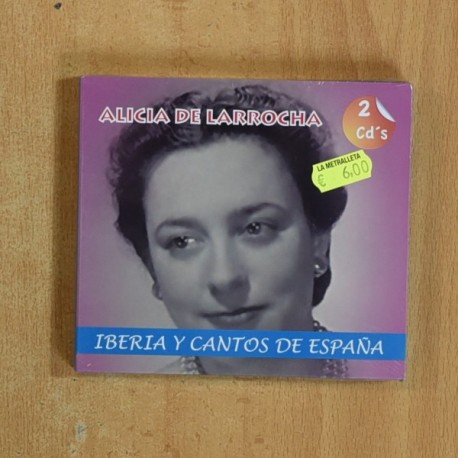 ALICIA DE LARROCHA
2
Cd´s
LA METRALLETA
€ 6,00
IBERIA Y CANTOS DE ESPAÑA